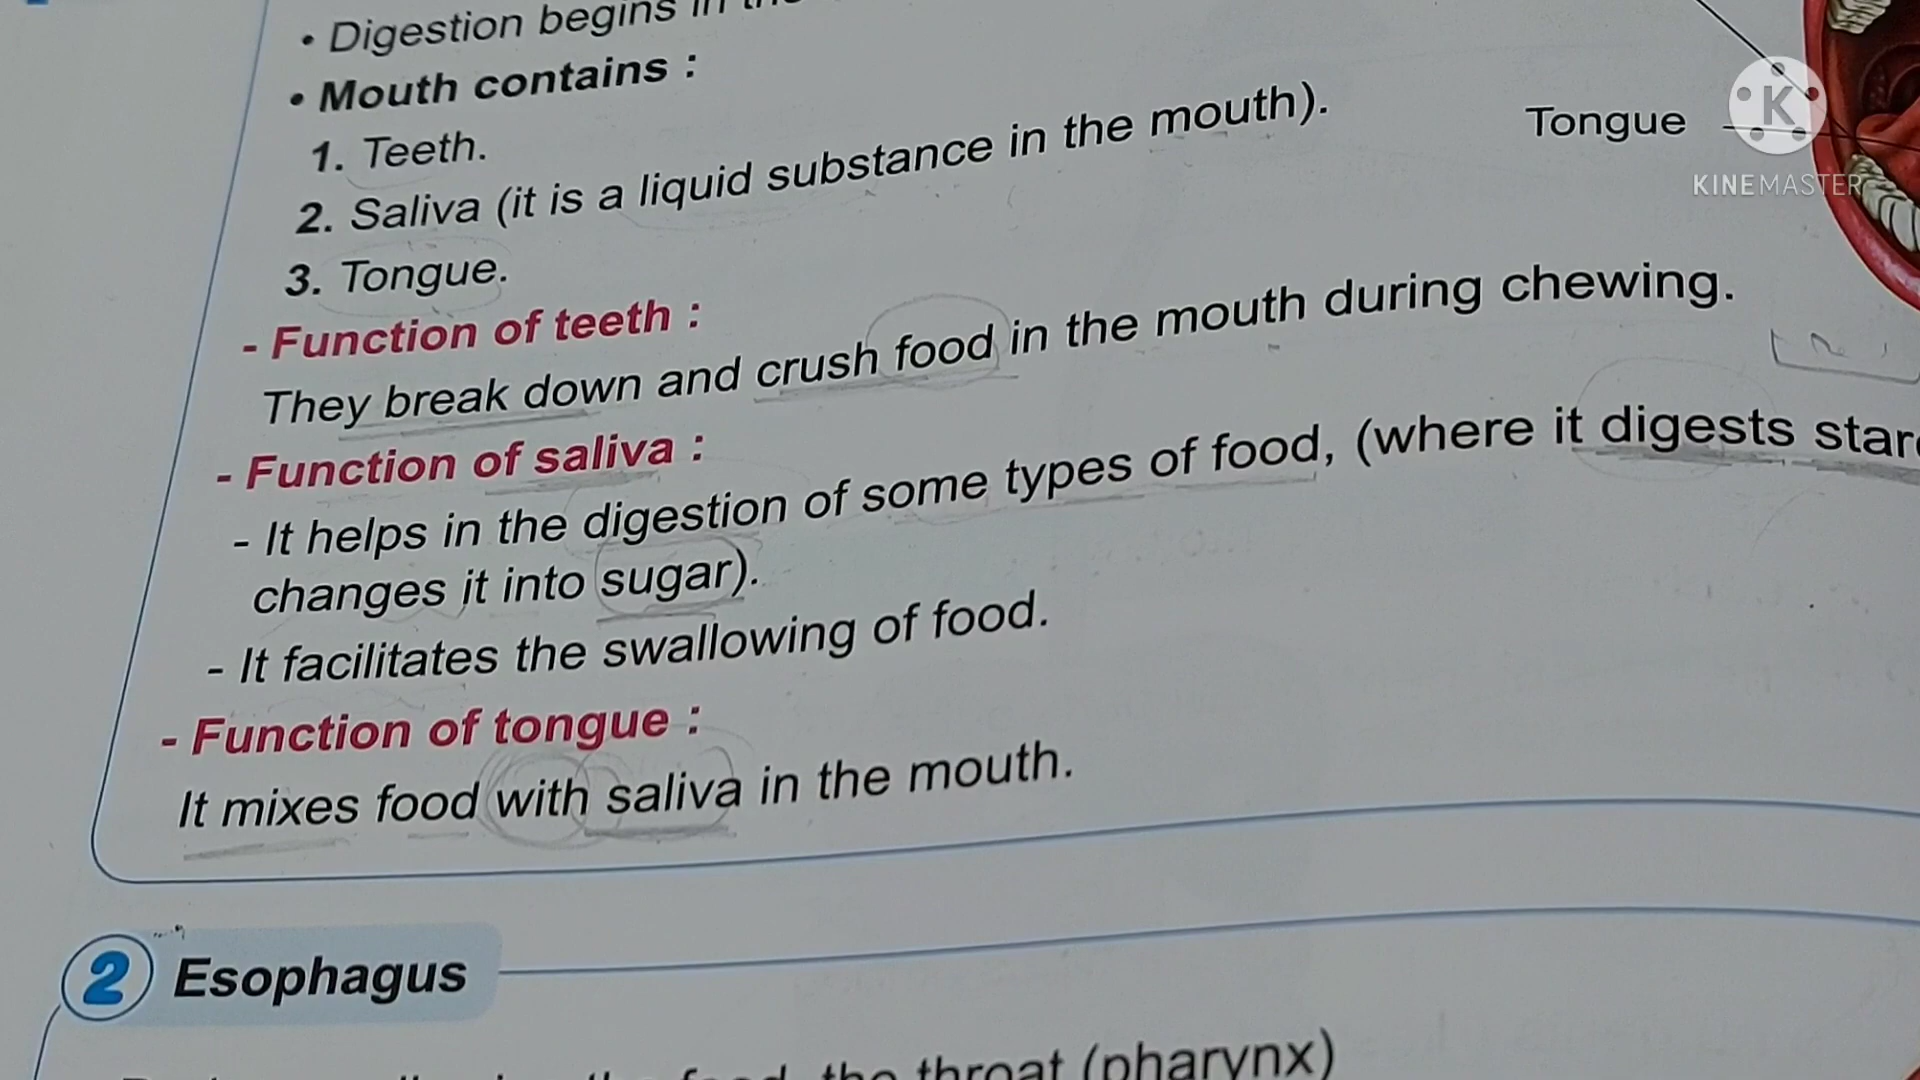 • Digestion begins in
• Mouth contains :
1. Teeth.
2. Saliva (it is a liquid substance in the mouth).
Tongue
KINEMASTER
3. Tongue.
- Function of teeth :
They break down and crush food in the mouth during chewing.
- Function of saliva :
- It helps in the digestion of some types of food, (where it digests
changes it into sugar).
- It facilitates the swallowing of food.
- Function of tongue :
It mixes food with saliva in the mouth.
2 Esophagus
the throat (pharynx)